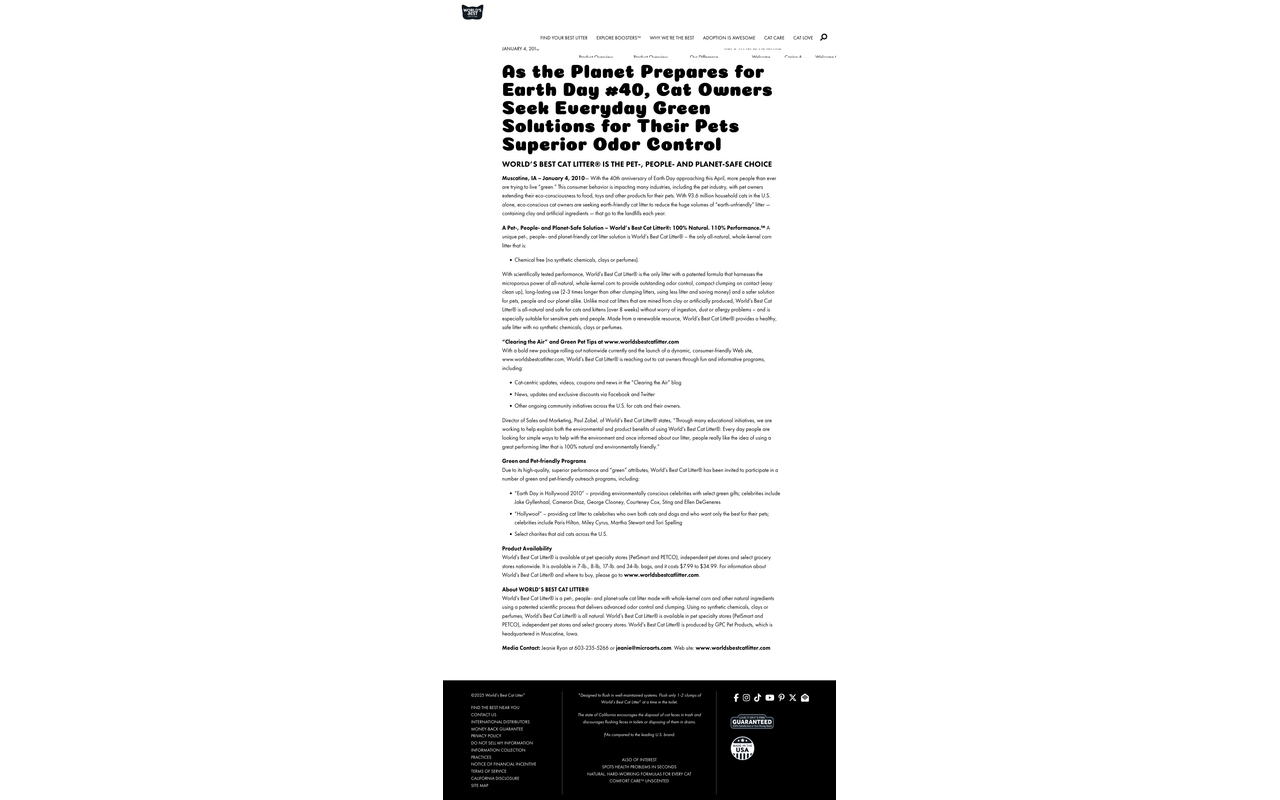 WORLD'S BEST
FIND YOUR BEST LITTER EXPLORE BOOSTERS™ WHY WE'RE THE BEST ADOPTION IS AWESOME CAT CARE CAT LOVE
JANUARY 4, 201
Product Overview Product Overview Our Difference Welcome
As the Planet Prepares for
Earth Day #40, Cat Owners
Seek Everyday Green
Solutions for Their Pets
Superior Odor Control
WORLD'S BEST CAT LITTER® IS THE PET-, PEOPLE- AND PLANET-SAFE CHOICE
Muscatine, IA – January 4, 2010 – With the 40th anniversary of Earth Day approaching this April, more people than ever
are trying to live "green." This consumer behavior is impacting many industries, including the pet industry, with pet owners
extending their eco-consciousness to food, toys and other products for their pets. With 93.6 million household cats in the U.S.
alone, eco-conscious cat owners are seeking earth-friendly cat litter to reduce the huge volumes of "earth-unfriendly" litter —
containing clay and artificial ingredients — that go to the landfills each year.
A Pet-, People- and Planet-Safe Solution – World's Best Cat Litter®: 100% Natural. 110% Performance.™ A
unique pet-, people- and planet-friendly cat litter solution is World's Best Cat Litter® – the only all-natural, whole-kernel corn
litter that is:
• Chemical free (no synthetic chemicals, clays or perfumes).
With scientifically tested performance, World's Best Cat Litter® is the only litter with a patented formula that harnesses the
microporous power of all-natural, whole-kernel corn to provide outstanding odor control, compact clumping on contact (easy
clean up), long-lasting use (2-3 times longer than other clumping litters, using less litter and saving money) and a safer solution
for pets, people and our planet alike. Unlike most cat litters that are mined from clay or artificially produced, World's Best Cat
Litter® is all-natural and safe for cats and kittens (over 8 weeks) without worry of ingestion, dust or allergy problems – and is
especially suitable for sensitive pets and people. Made from a renewable resource, World's Best Cat Litter® provides a healthy,
safe litter with no synthetic chemicals, clays or perfumes.
"Clearing the Air" and Green Pet Tips at www.worldsbestcatlitter.com
With a bold new package rolling out nationwide currently and the launch of a dynamic, consumer-friendly Web site,
www.worldsbestcatlitter.com, World's Best Cat Litter® is reaching out to cat owners through fun and informative programs,
including:
• Cat-centric updates, videos, coupons and news in the "Clearing the Air" blog
• News, updates and exclusive discounts via Facebook and Twitter
• Other ongoing community initiatives across the U.S. for cats and their owners.
Director of Sales and Marketing, Paul Zobel, of World's Best Cat Litter® states, "Through many educational initiatives, we are
working to help explain both the environmental and product benefits of using World's Best Cat Litter®. Every day people are
looking for simple ways to help with the environment and once informed about our litter, people really like the idea of using a
great performing litter that is 100% natural and environmentally friendly."
Green and Pet-friendly Programs
Due to its high-quality, superior performance and "green" attributes, World's Best Cat Litter® has been invited to participate in a
number of green and pet-friendly outreach programs, including:
• "Earth Day in Hollywood 2010" – providing environmentally conscious celebrities with select green gifts; celebrities include
Jake Gyllenhaal, Cameron Diaz, George Clooney, Courteney Cox, Sting and Ellen DeGeneres
• "Hollywoof" – providing cat litter to celebrities who own both cats and dogs and who want only the best for their pets;
celebrities include Paris Hilton, Miley Cyrus, Martha Stewart and Tori Spelling
• Select charities that aid cats across the U.S.
Product Availability
World's Best Cat Litter® is available at pet specialty stores (PetSmart and PETCO), independent pet stores and select grocery
stores nationwide. It is available in 7-lb., 8-lb, 17-lb. and 34-lb. bags, and it costs $7.99 to $34.99. For information about
World's Best Cat Litter® and where to buy, please go to www.worldsbestcatlitter.com.
About WORLD'S BEST CAT LITTER®
World's Best Cat Litter® is a pet-, people- and planet-safe cat litter made with whole-kernel corn and other natural ingredients
using a patented scientific process that delivers advanced odor control and clumping. Using no synthetic chemicals, clays or
perfumes, World's Best Cat Litter® is all natural. World's Best Cat Litter® is available in pet specialty stores (PetSmart and
PETCO), independent pet stores and select grocery stores. World's Best Cat Litter® is produced by GPC Pet Products, which is
headquartered in Muscatine, Iowa.
Media Contact: Jeanie Ryan at 603-235-5266 or jeanie@microarts.com. Web site: www.worldsbestcatlitter.com
©2025 World's Best Cat Litter®
FIND THE BEST NEAR YOU
CONTACT US
INTERNATIONAL DISTRIBUTORS
MONEY-BACK GUARANTEE
PRIVACY POLICY
DO NOT SELL MY INFORMATION
INFORMATION COLLECTION
PRACTICES
NOTICE OF FINANCIAL INCENTIVE
TERMS OF SERVICE
CALIFORNIA DISCLOSURE
SITE MAP
*Designed to flush in well-maintained systems. Flush only 1-2 clumps of
World's Best Cat Litter® at a time in the toilet.
The state of California encourages the disposal of cat feces in trash and
discourages flushing feces in toilets or disposing of them in drains.
†As compared to the leading U.S. brand.
ALSO OF INTEREST
SPOTS HEALTH PROBLEMS IN SECONDS
NATURAL, HARD-WORKING FORMULAS FOR EVERY CAT
COMFORT CARE™ UNSCENTED
GUARANTEED
MADE IN THE
USA